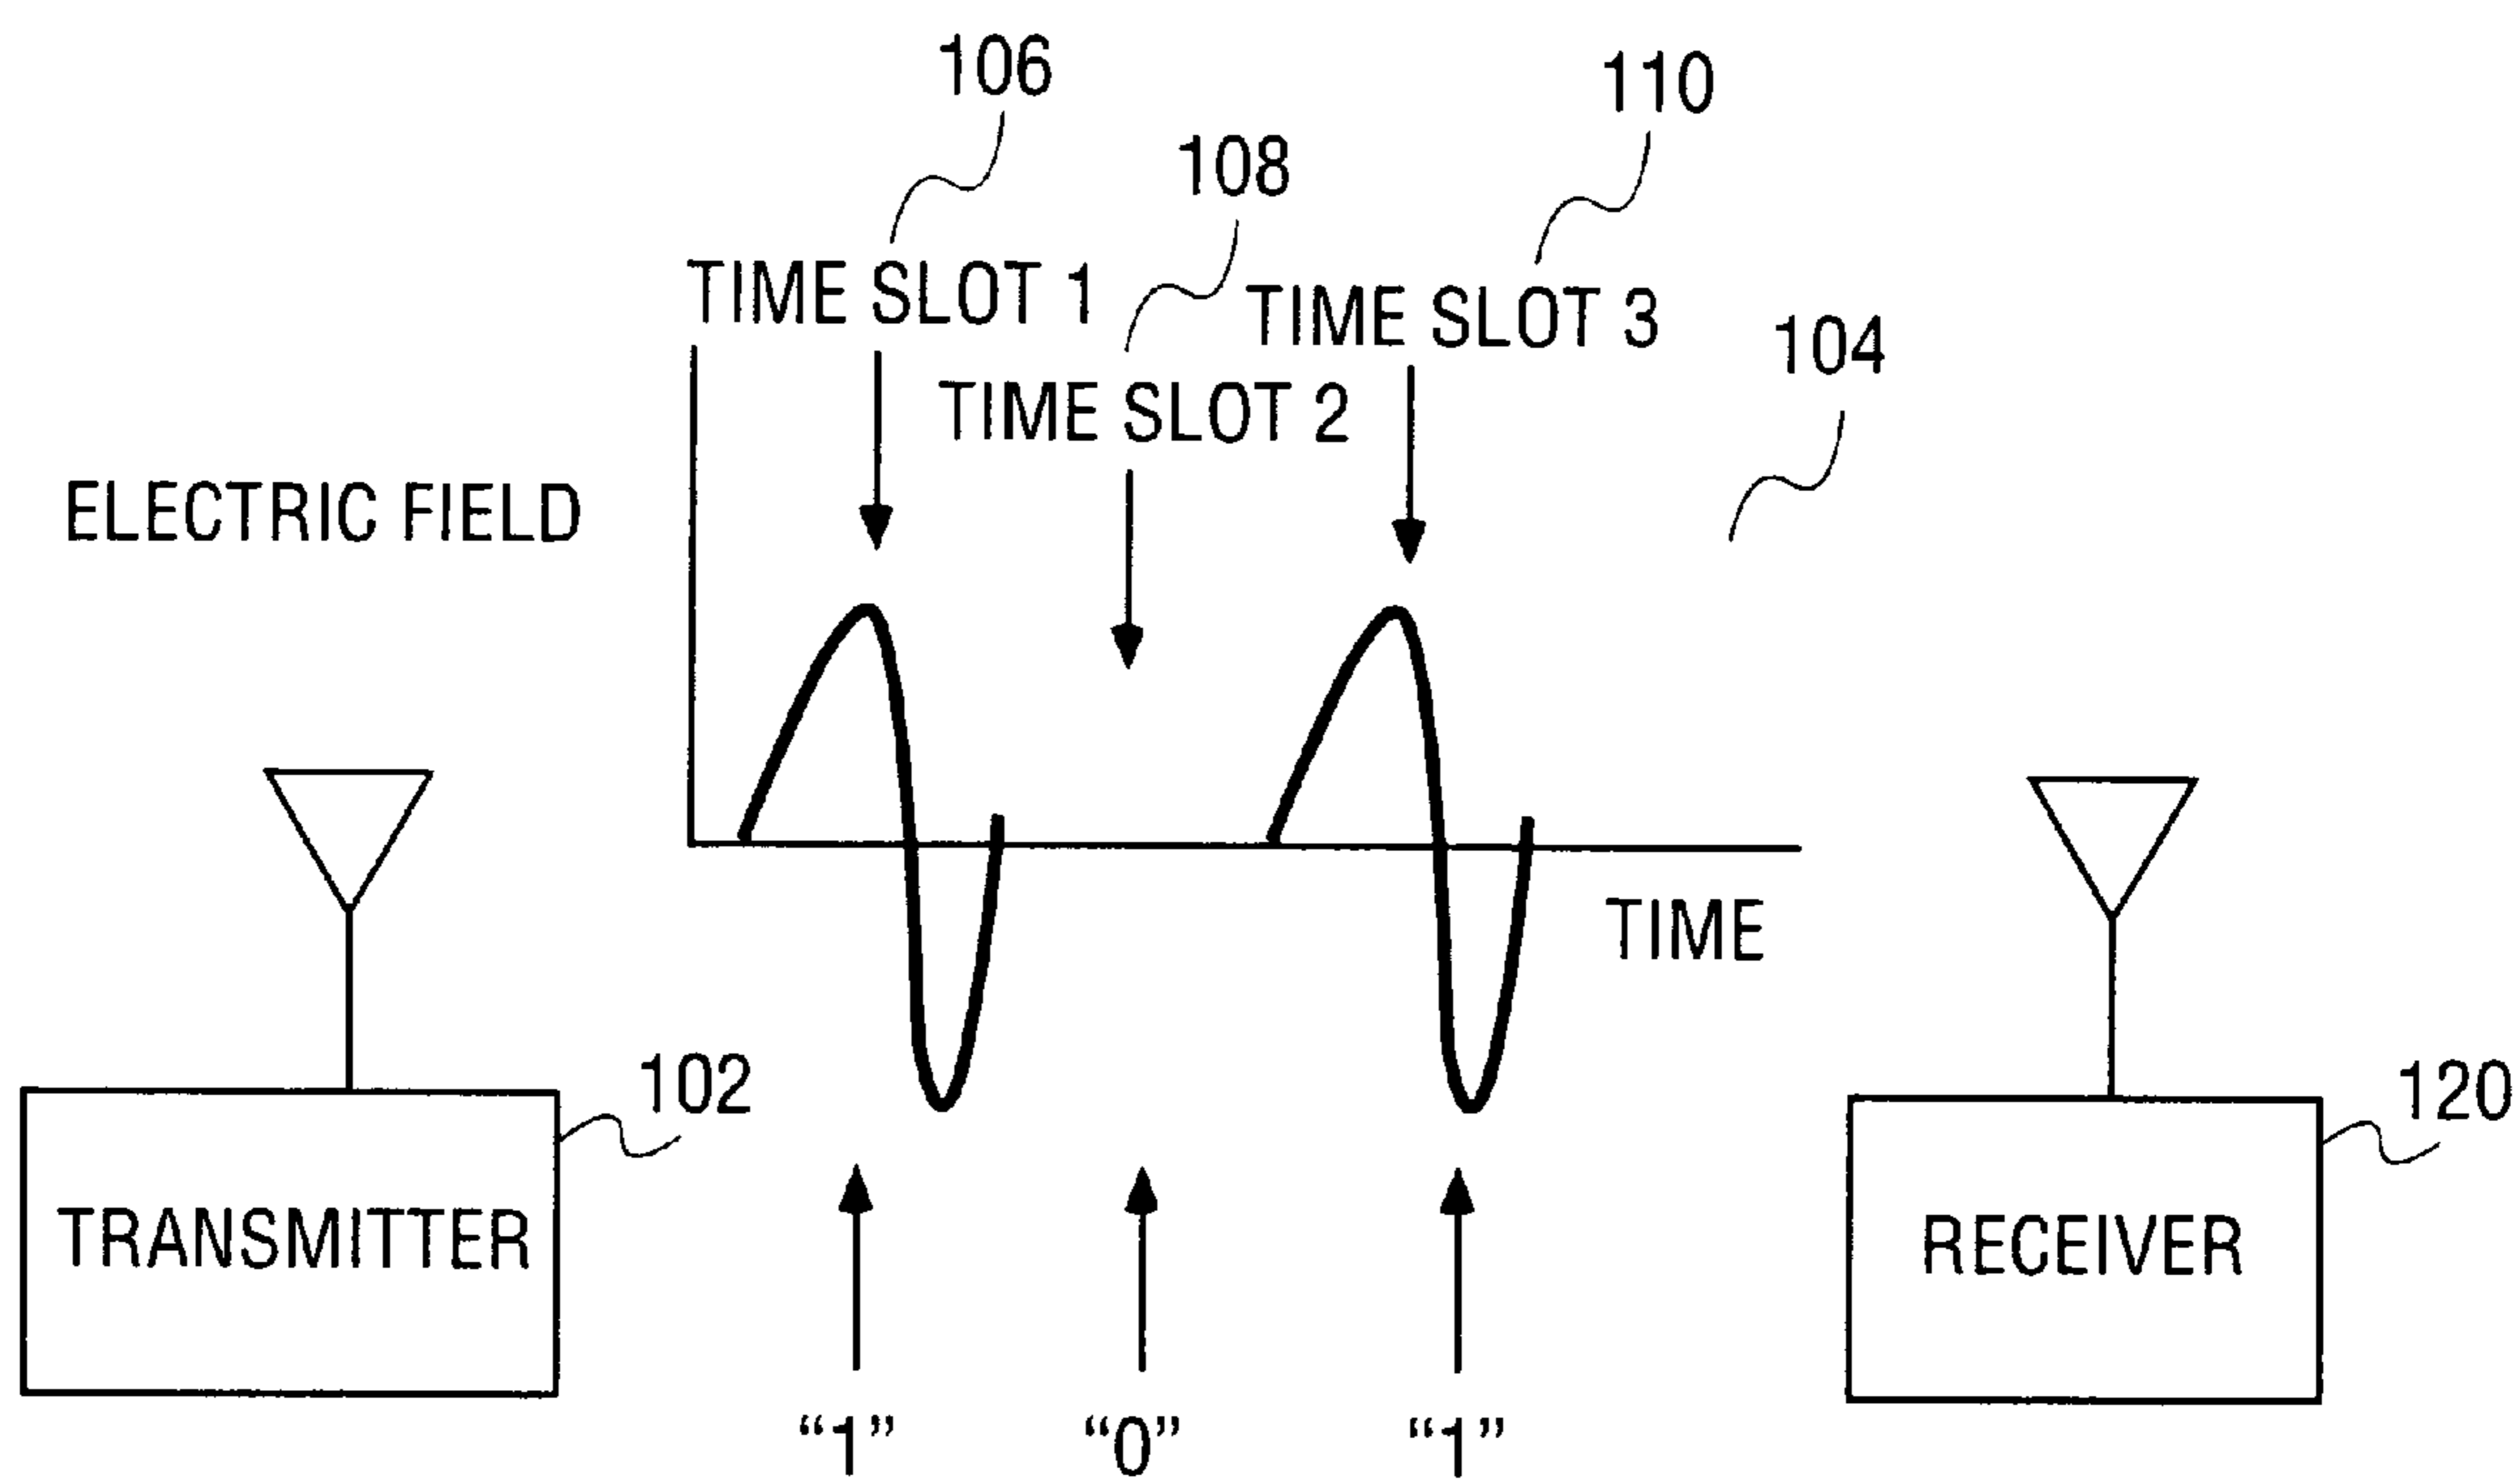 106
110
108
TIME SLOT 1
TIME SLOT 3
104
TIME SLOT 2
ELECTRIC FIELD
TIME
102
120
TRANSMITTER
RECEIVER
“1”
“0”
“1”